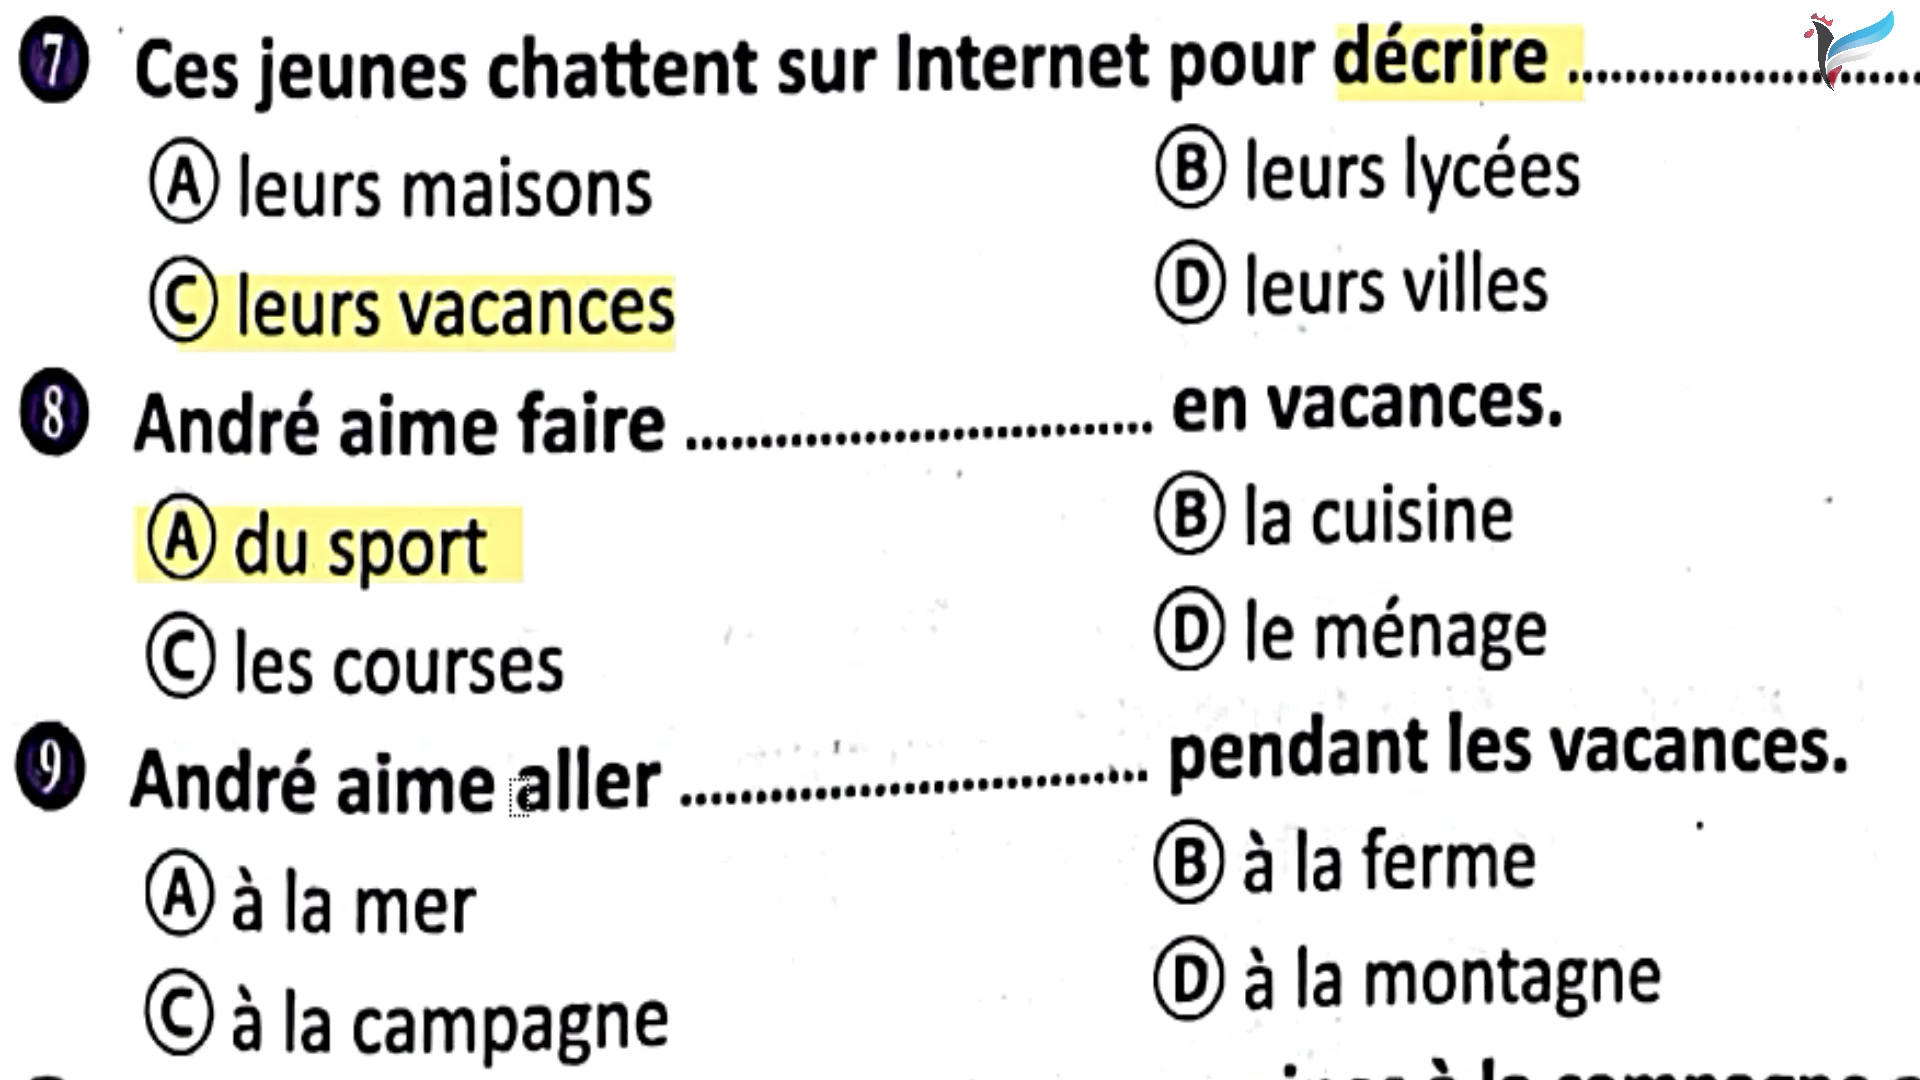 7 Ces jeunes chattent sur Internet pour décrire ........................
A leurs maisons B leurs lycées
C leurs vacances D leurs villes
8 André aime faire ................................ en vacances.
A du sport B la cuisine
C les courses D le ménage
9 André aime aller ................................ pendant les vacances.
A à la mer B à la ferme
C à la campagne D à la montagne